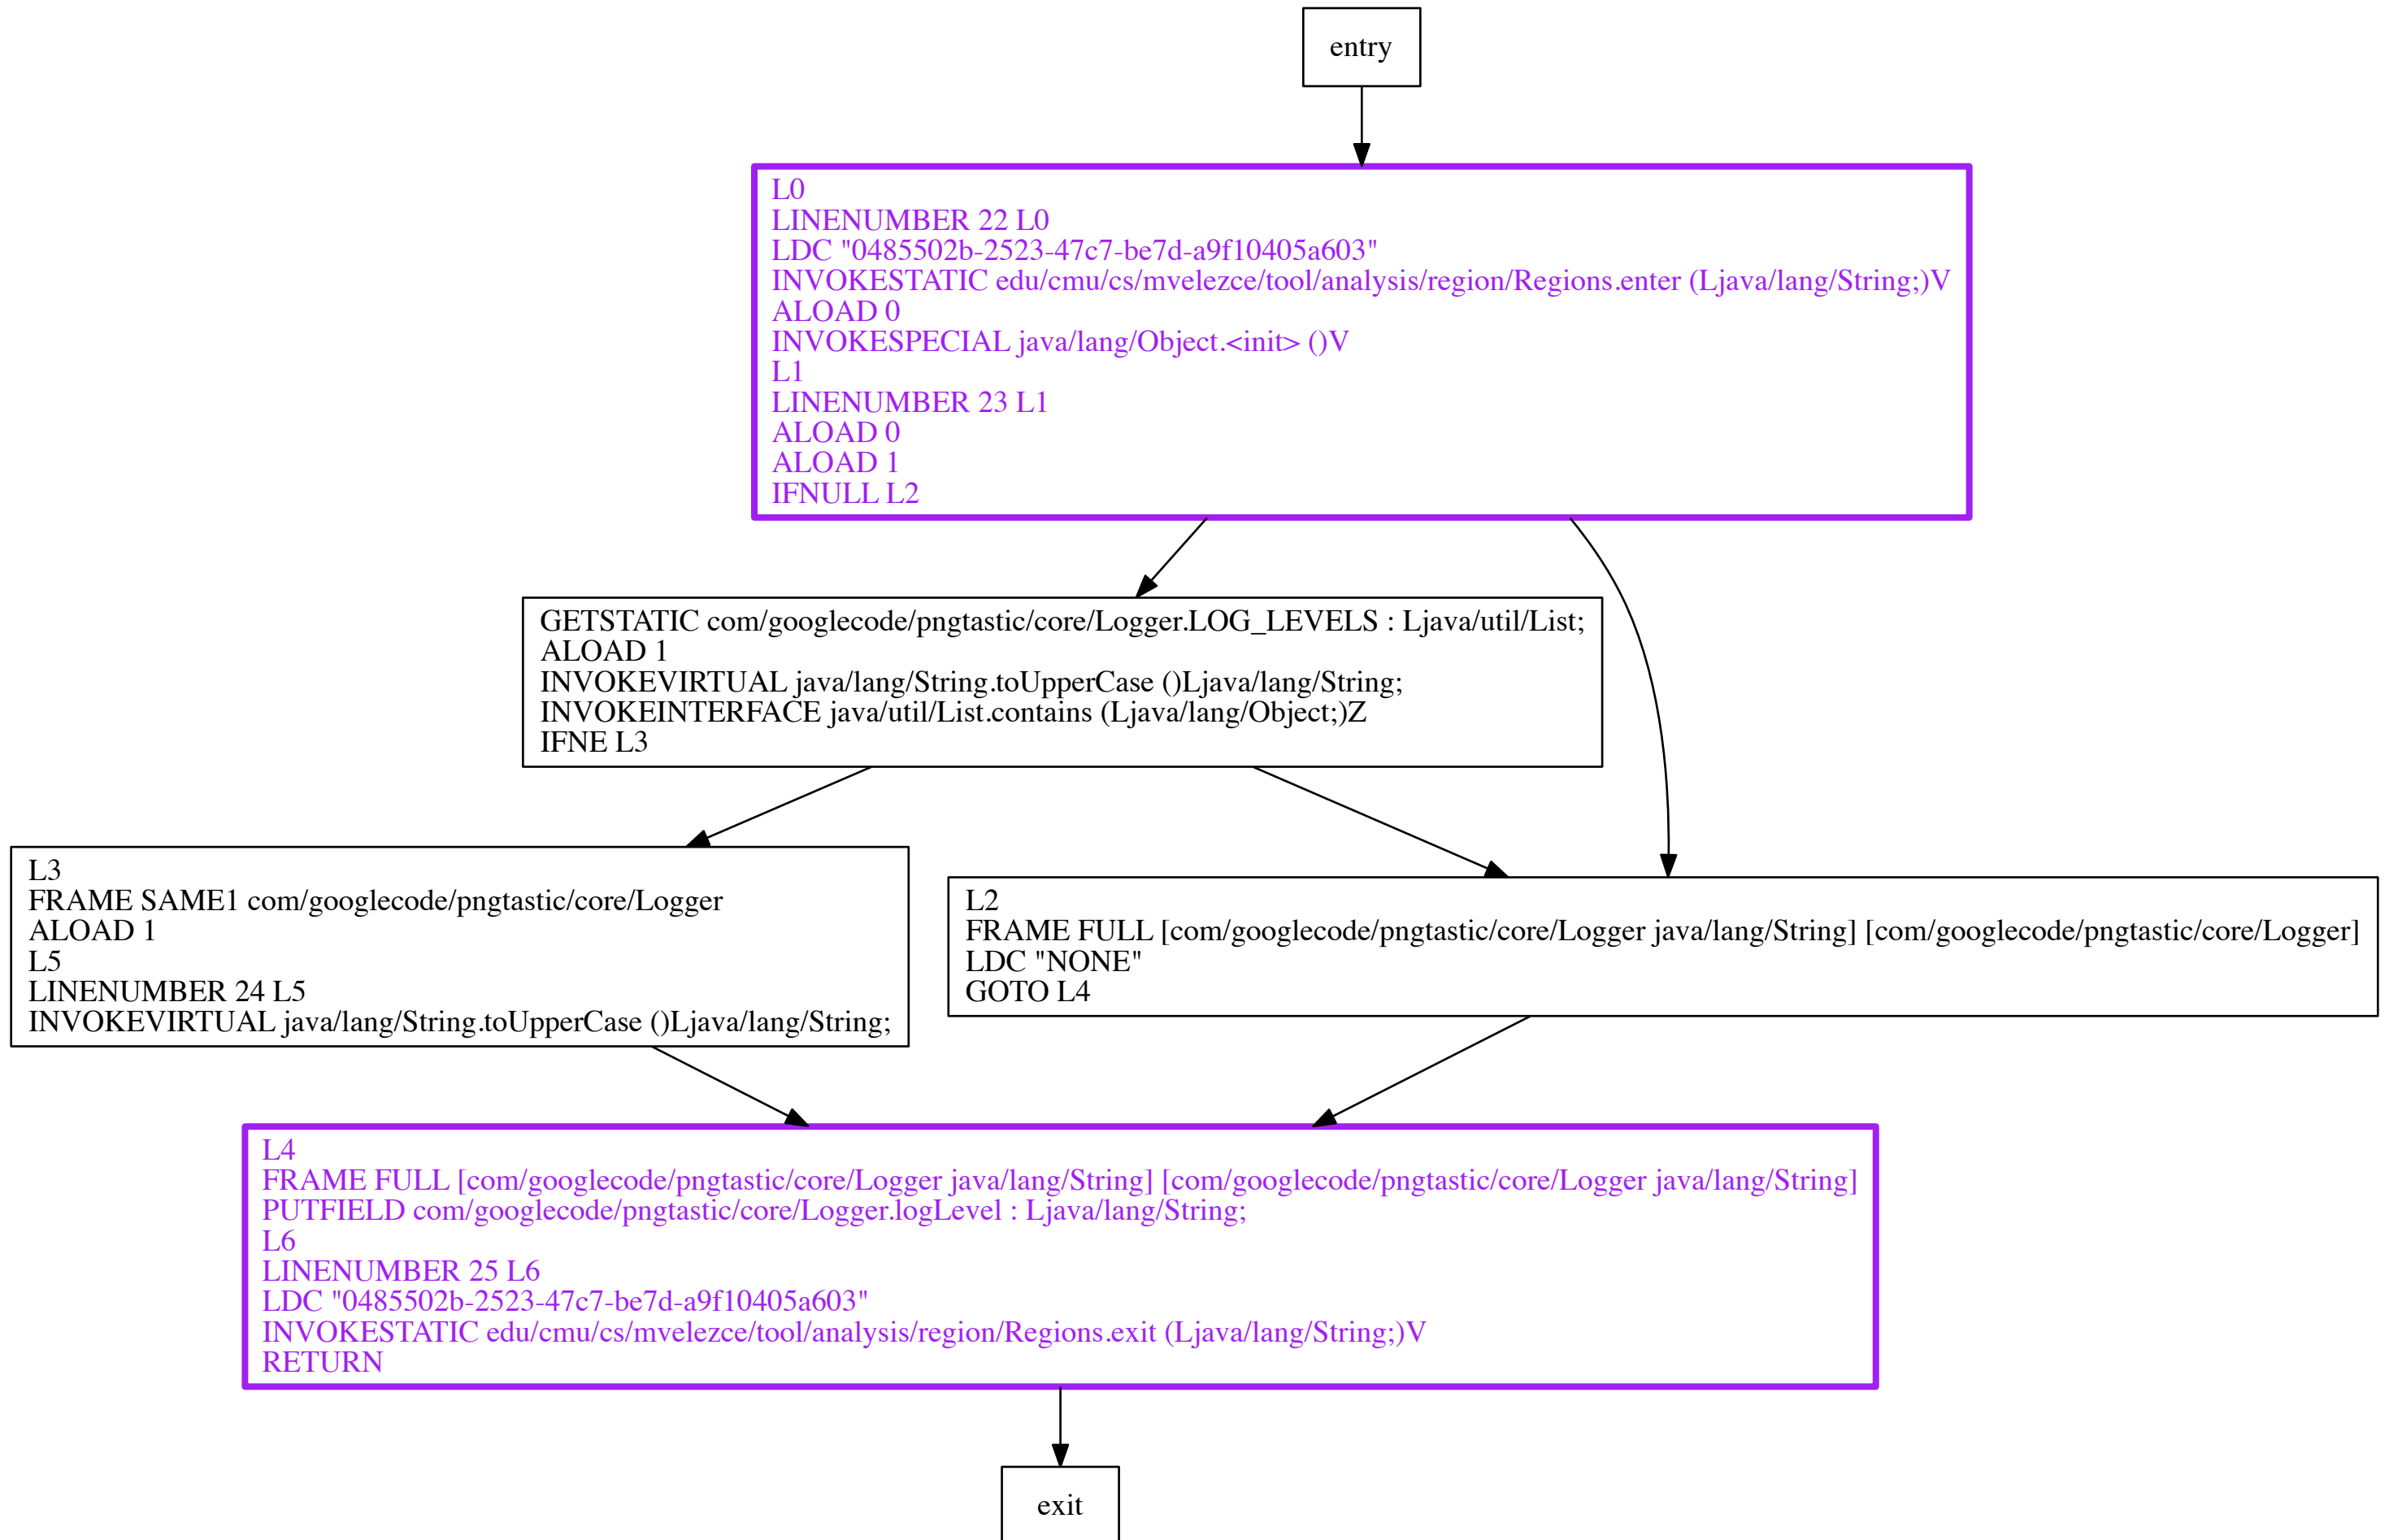 entry
L0
LINENUMBER 22 L0
LDC "0485502b-2523-47c7-be7d-a9f10405a603"
INVOKESTATIC edu/cmu/cs/mvelezce/tool/analysis/region/Regions.enter (Ljava/lang/String;)V
ALOAD 0
INVOKESPECIAL java/lang/Object.<init> ()V
L1
LINENUMBER 23 L1
ALOAD 0
ALOAD 1
IFNULL L2
GETSTATIC com/googlecode/pngtastic/core/Logger.LOG_LEVELS : Ljava/util/List;
ALOAD 1
INVOKEVIRTUAL java/lang/String.toUpperCase ()Ljava/lang/String;
INVOKEINTERFACE java/util/List.contains (Ljava/lang/Object;)Z
IFNE L3
L3
FRAME SAME1 com/googlecode/pngtastic/core/Logger
ALOAD 1
L5
LINENUMBER 24 L5
INVOKEVIRTUAL java/lang/String.toUpperCase ()Ljava/lang/String;
L2
FRAME FULL [com/googlecode/pngtastic/core/Logger java/lang/String] [com/googlecode/pngtastic/core/Logger]
LDC "NONE"
GOTO L4
L4
FRAME FULL [com/googlecode/pngtastic/core/Logger java/lang/String] [com/googlecode/pngtastic/core/Logger java/lang/String]
PUTFIELD com/googlecode/pngtastic/core/Logger.logLevel : Ljava/lang/String;
L6
LINENUMBER 25 L6
LDC "0485502b-2523-47c7-be7d-a9f10405a603"
INVOKESTATIC edu/cmu/cs/mvelezce/tool/analysis/region/Regions.exit (Ljava/lang/String;)V
RETURN
exit